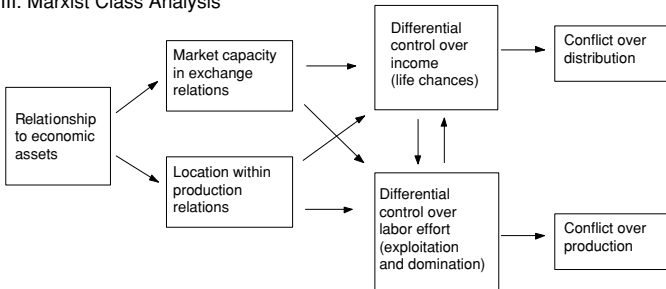 III. Marxist Class Analysis
Relationship
to economic
assets
Market capacity
in exchange
relations
Location within
production
relations
Differential
control over
income
(life chances)
Differential
control over
labor effort
(exploitation
and domination)
Conflict over
distribution
Conflict over
production